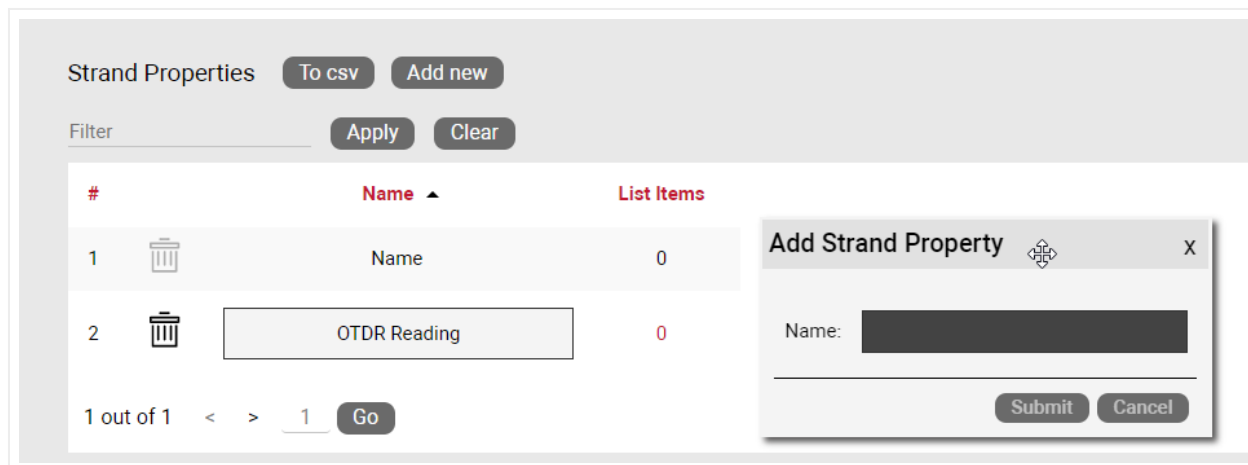 Strand Properties To csv Add new
Filter Apply Clear
# Name List Items
1 Name 0
2 OTDR Reading 0
1 out of 1 < > 1 Go
Add Strand Property X
Name:
Submit Cancel